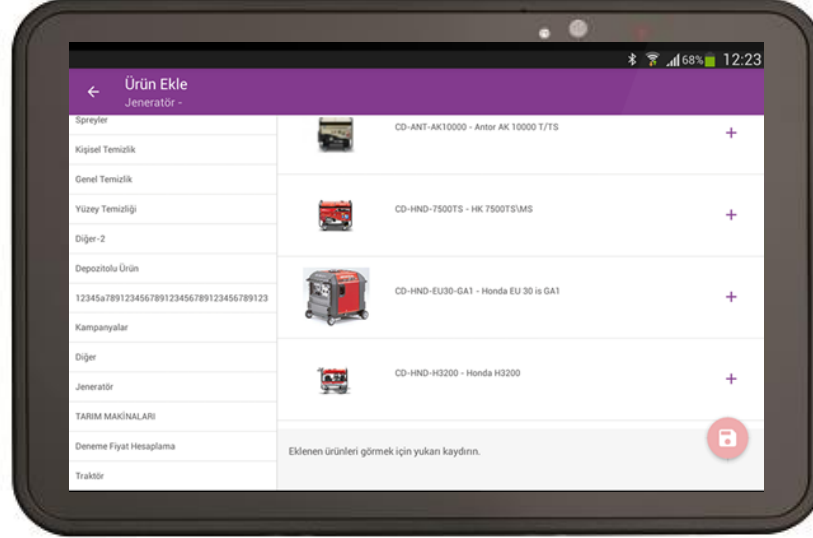 68% 12:23
Ürün Ekle
Jeneratör -
Spreyler
Kişisel Temizlik
Genel Temizlik
Yüzey Temizliği
Diğer-2
Depozitolu Ürün
12345a789123456789123456789123456789123
Kampanyalar
Diğer
Jeneratör
TARIM MAKİNALARI
Deneme Fiyat Hesaplama
Traktör
CD-ANT-AK10000 - Antor AK 10000 T/TS
CD-HND-7500TS - HK 7500TS\MS
CD-HND-EU30-GA1 - Honda EU 30 is GA1
CD-HND-H3200 - Honda H3200
Eklenen ürünleri görmek için yukarı kaydırın.